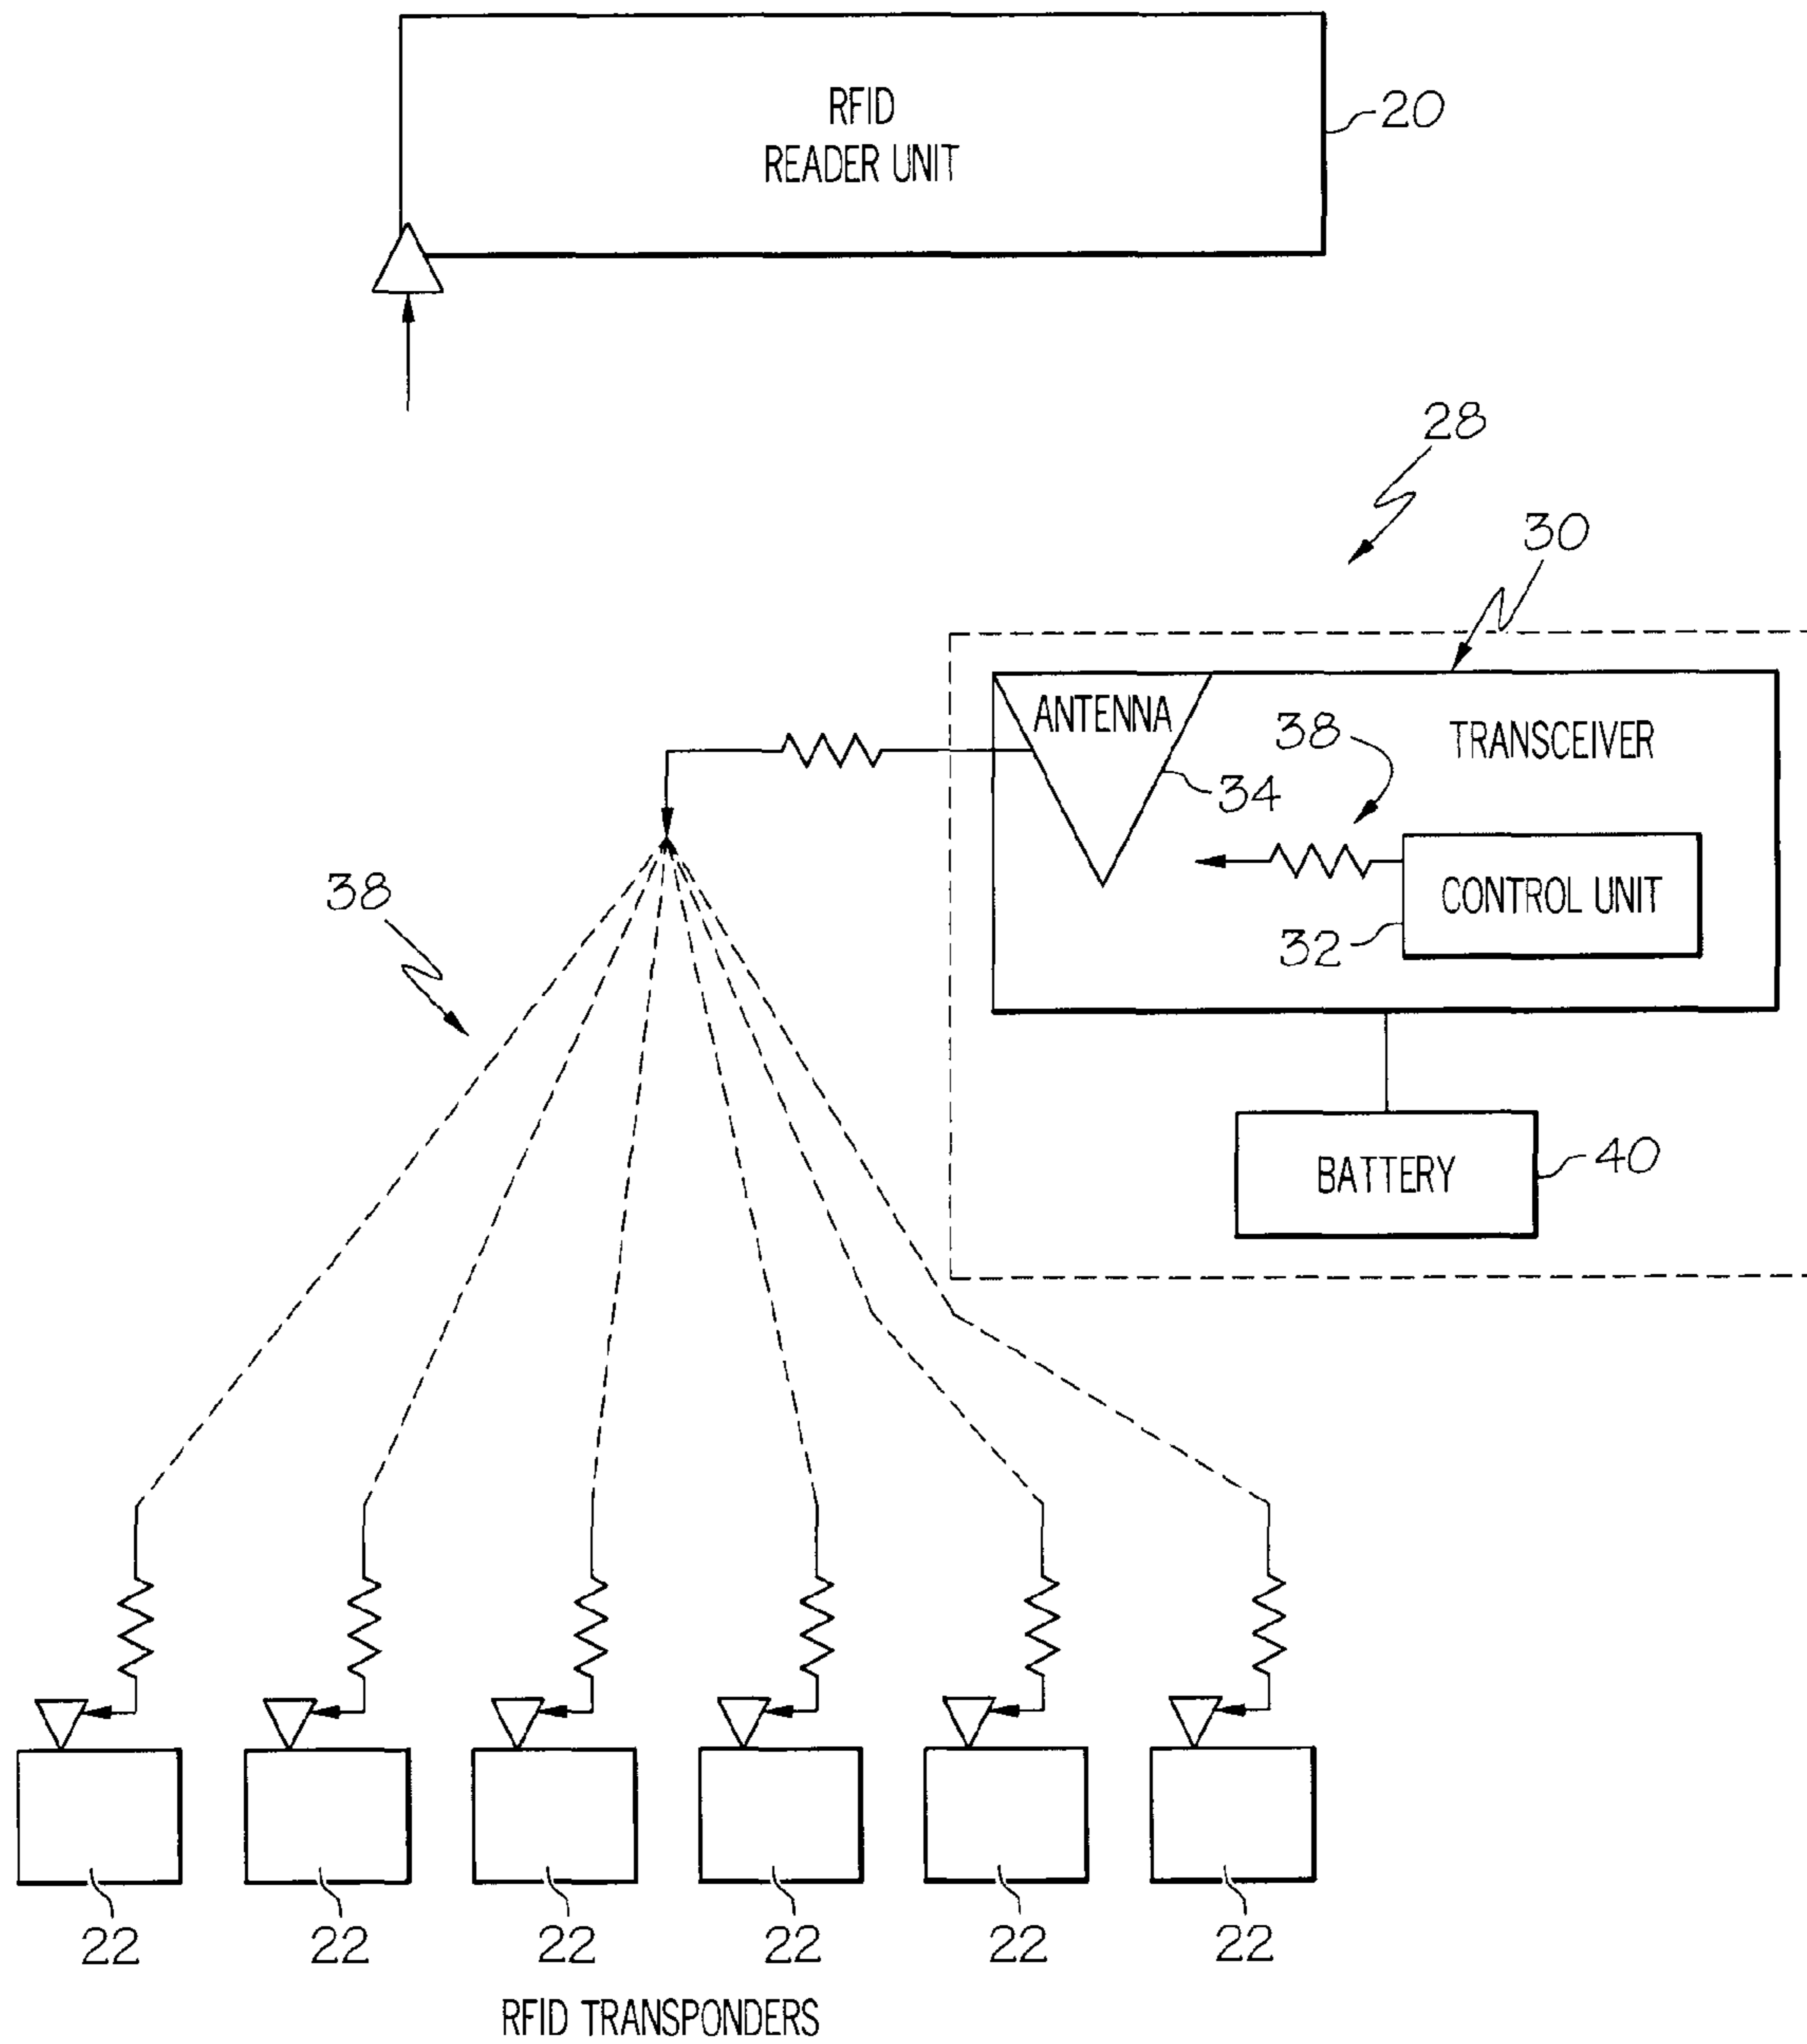 RFID
READER UNIT
20
28
30
ANTENNA
TRANSCEIVER
38
34
38
CONTROL UNIT
32
BATTERY
40
22
22
22
22
22
22
RFID TRANSPONDERS